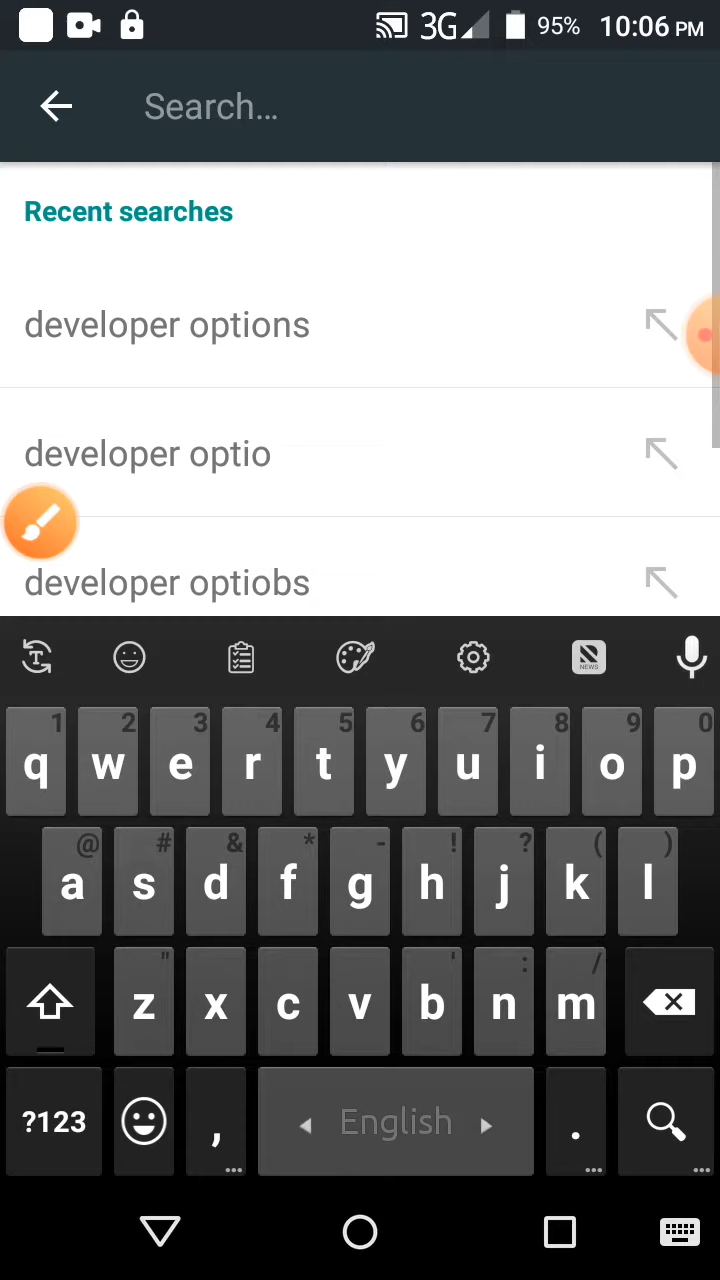 3G 95% 10:06 PM
Search...
Recent searches
developer options
developer optio
developer optiobs
T N NEWS
1 2 3 4 5 6 7 8 9 0
q w e r t y u i o p
@ # & * - ! ? ( )
a s d f g h j k l
" ' : /
z x c v b n m
?123 , ◂ English ▸ .
... ... ...